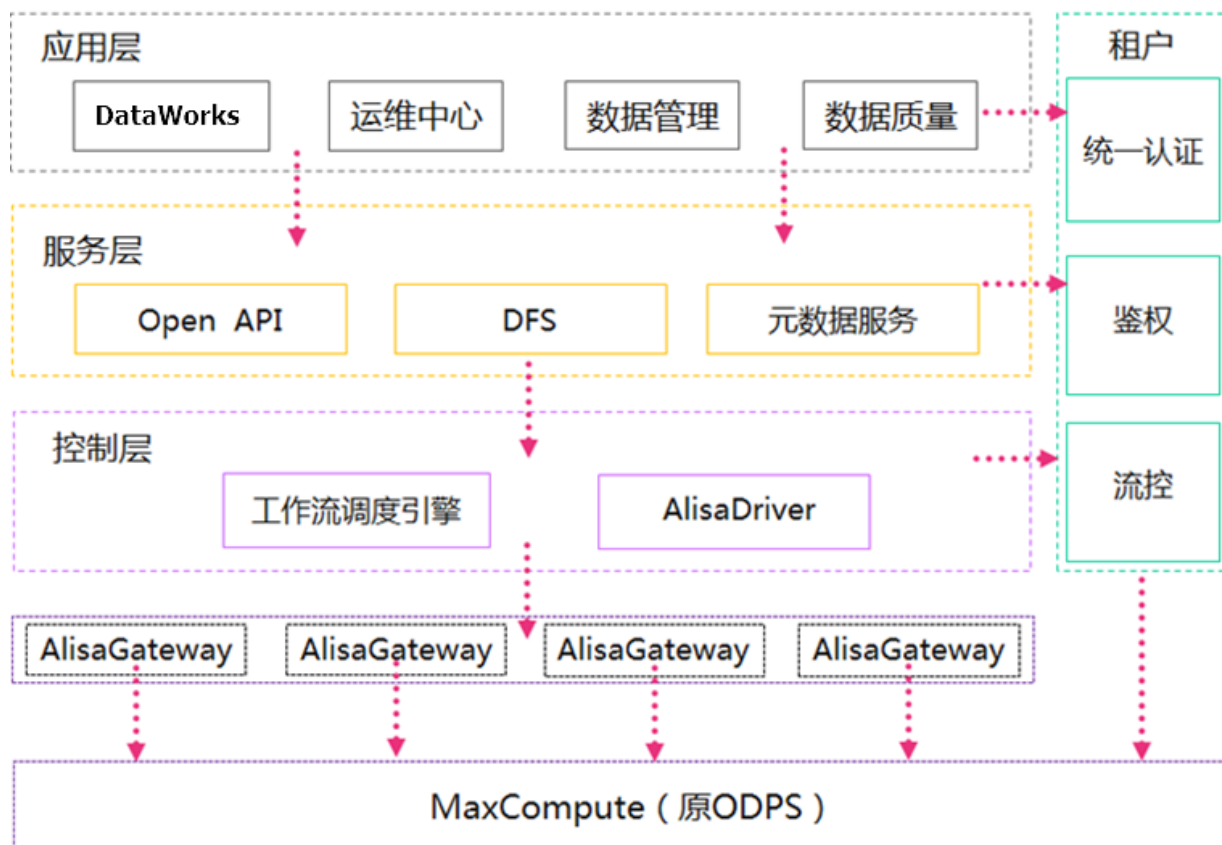 应用层
DataWorks
运维中心
数据管理
数据质量
租户
统一认证
服务层
Open API
DFS
元数据服务
鉴权
控制层
工作流调度引擎
AlisaDriver
流控
AlisaGateway
AlisaGateway
AlisaGateway
AlisaGateway
MaxCompute（原ODPS）